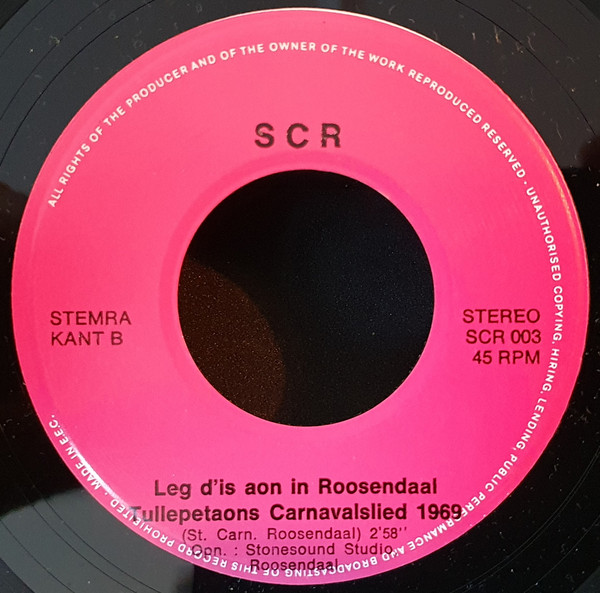 ALL RIGHTS OF THE PRODUCER AND OF THE OWNER OF THE WORK REPRODUCED RESERVED · UNAUTHORISED COPYING, HIRING, LENDING, PUBLIC PERFORMANCE AND BROADCASTING OF THIS RECORD PROHIBITED · MADE IN E.E.C.
SCR
STEMRA
KANT B
STEREO
SCR 003
45 RPM
Leg d'is aon in Roosendaal
Tullepetaons Carnavalslied 1969
(St. Carn. Roosendaal) 2'58''
Opn. : Stonesound Studio
Roosendaal